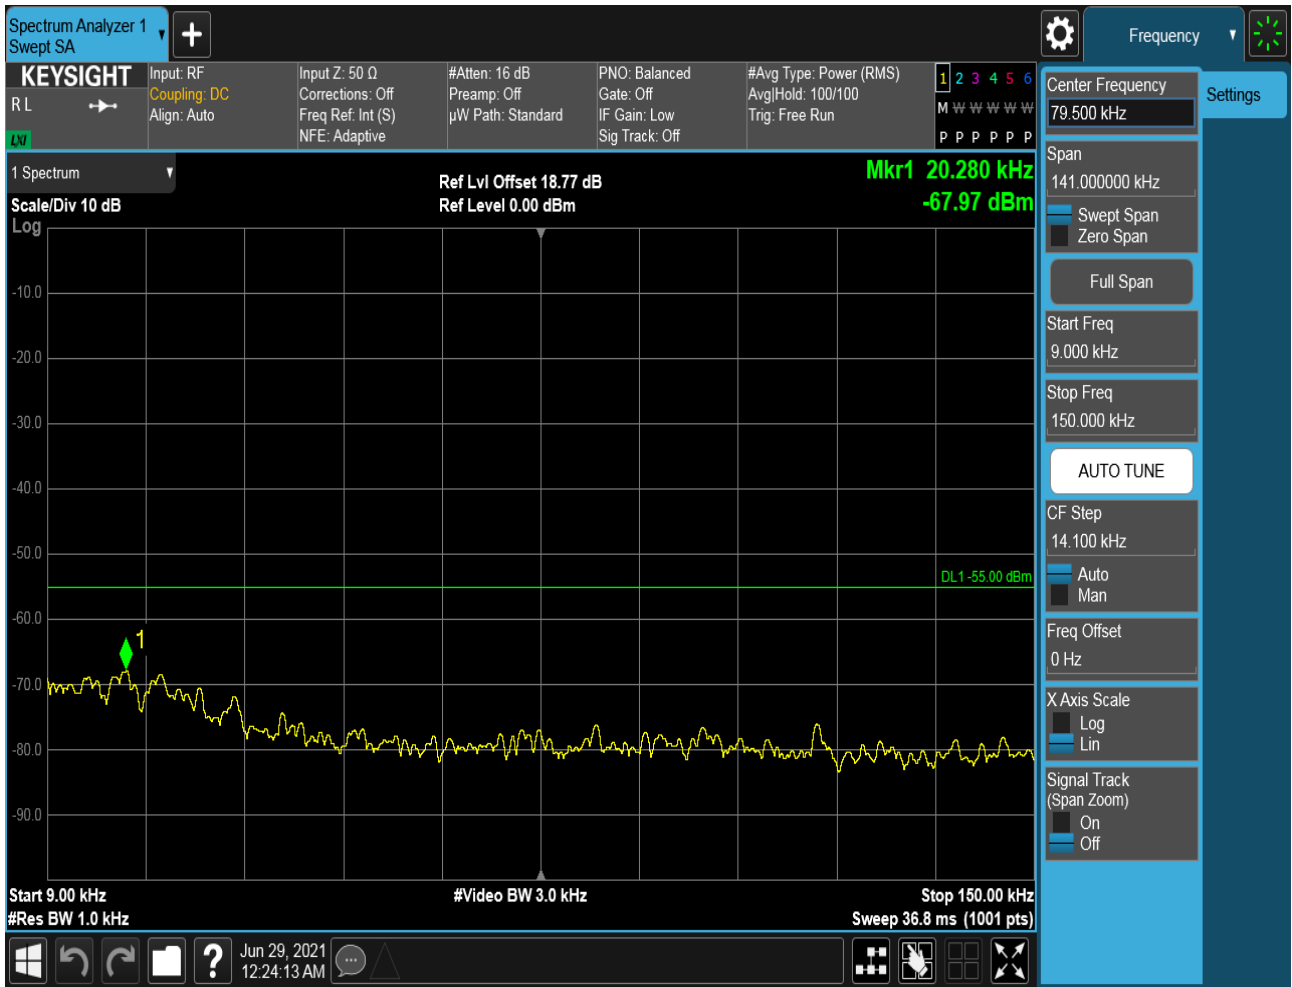 Spectrum Analyzer 1
Swept SA
Frequency
KEYSIGHT
R L
LXI
Input: RF
Coupling: DC
Align: Auto
Input Z: 50 Ω
Corrections: Off
Freq Ref: Int (S)
NFE: Adaptive
#Atten: 16 dB
Preamp: Off
µW Path: Standard
PNO: Balanced
Gate: Off
IF Gain: Low
Sig Track: Off
#Avg Type: Power (RMS)
Avg|Hold: 100/100
Trig: Free Run
1 2 3 4 5 6
M W W W W W
P P P P P P
1 Spectrum
Scale/Div 10 dB
Log
Ref Lvl Offset 18.77 dB
Ref Level 0.00 dBm
Mkr1 20.280 kHz
-67.97 dBm
-10.0
-20.0
-30.0
-40.0
-50.0
DL1 -55.00 dBm
-60.0
1
-70.0
-80.0
-90.0
Start 9.00 kHz
#Video BW 3.0 kHz
Stop 150.00 kHz
#Res BW 1.0 kHz
Sweep 36.8 ms (1001 pts)
Jun 29, 2021
12:24:13 AM
?
Center Frequency
79.500 kHz
Settings
Span
141.000000 kHz
Swept Span
Zero Span
Full Span
Start Freq
9.000 kHz
Stop Freq
150.000 kHz
AUTO TUNE
CF Step
14.100 kHz
Auto
Man
Freq Offset
0 Hz
X Axis Scale
Log
Lin
Signal Track
(Span Zoom)
On
Off